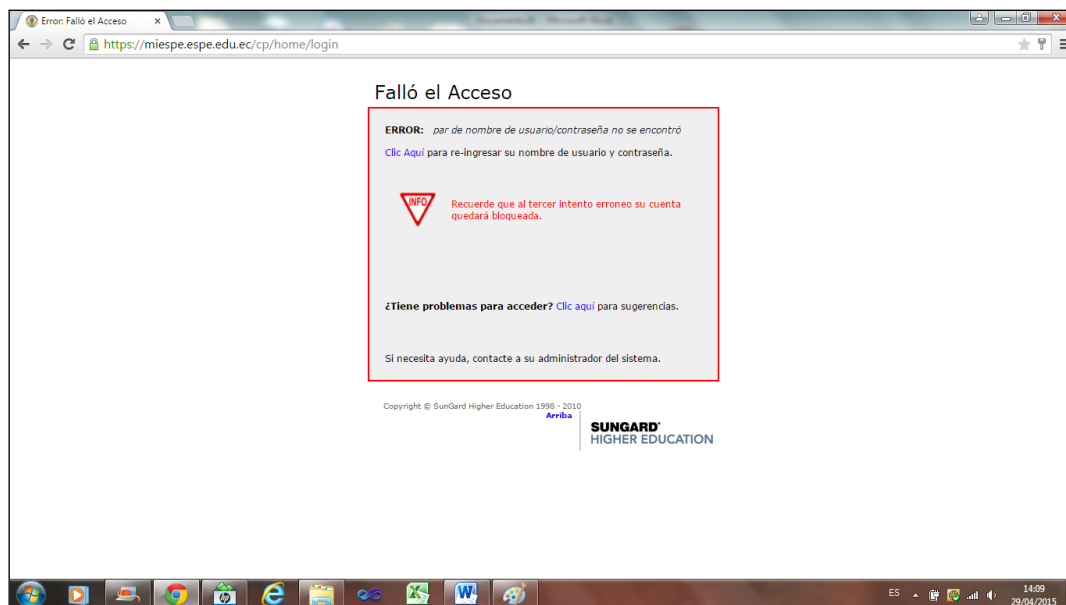 Error: Falló el Acceso
https://miespe.espe.edu.ec/cp/home/login
Falló el Acceso
ERROR: par de nombre de usuario/contraseña no se encontró
Clic Aquí para re-ingresar su nombre de usuario y contraseña.
INFO
Recuerde que al tercer intento erroneo su cuenta
quedará bloqueada.
¿Tiene problemas para acceder? Clic aquí para sugerencias.
Si necesita ayuda, contacte a su administrador del sistema.
Copyright © SunGard Higher Education 1998 - 2010
Arriba
SUNGARD'
HIGHER EDUCATION
ES
14:09
29/04/2015